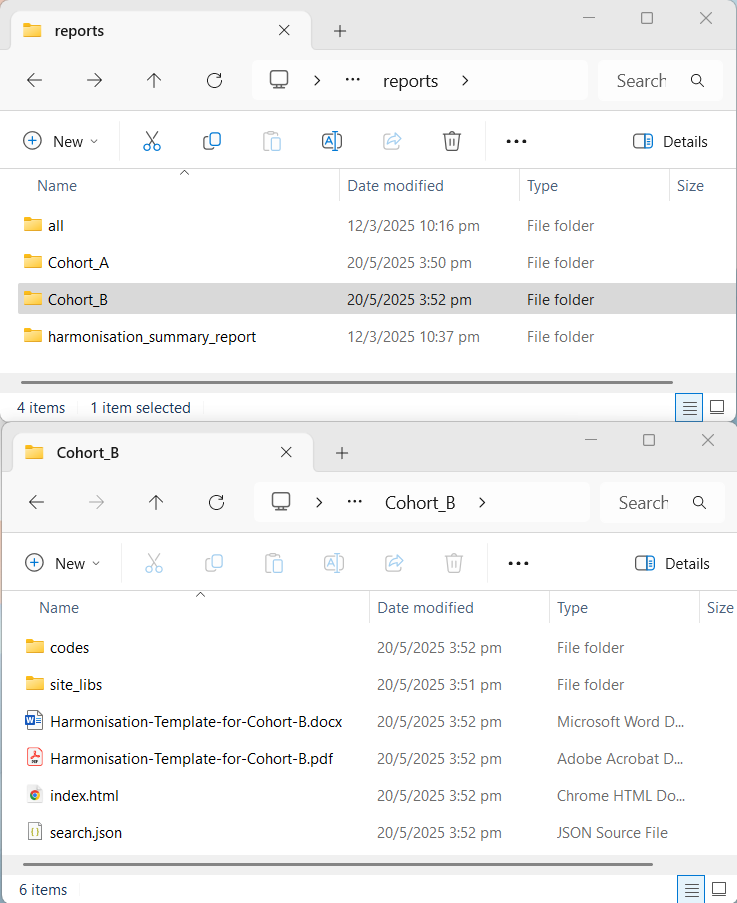 reports
reports
Search
New
Details
Name Date modified Type Size
all 12/3/2025 10:16 pm File folder
Cohort_A 20/5/2025 3:50 pm File folder
Cohort_B 20/5/2025 3:52 pm File folder
harmonisation_summary_report 12/3/2025 10:37 pm File folder
4 items 1 item selected
Cohort_B
Cohort_B
Search
New
Details
Name Date modified Type Size
codes 20/5/2025 3:52 pm File folder
site_libs 20/5/2025 3:51 pm File folder
Harmonisation-Template-for-Cohort-B.docx 20/5/2025 3:52 pm Microsoft Word D...
Harmonisation-Template-for-Cohort-B.pdf 20/5/2025 3:52 pm Adobe Acrobat D...
index.html 20/5/2025 3:52 pm Chrome HTML Do...
search.json 20/5/2025 3:52 pm JSON Source File
6 items